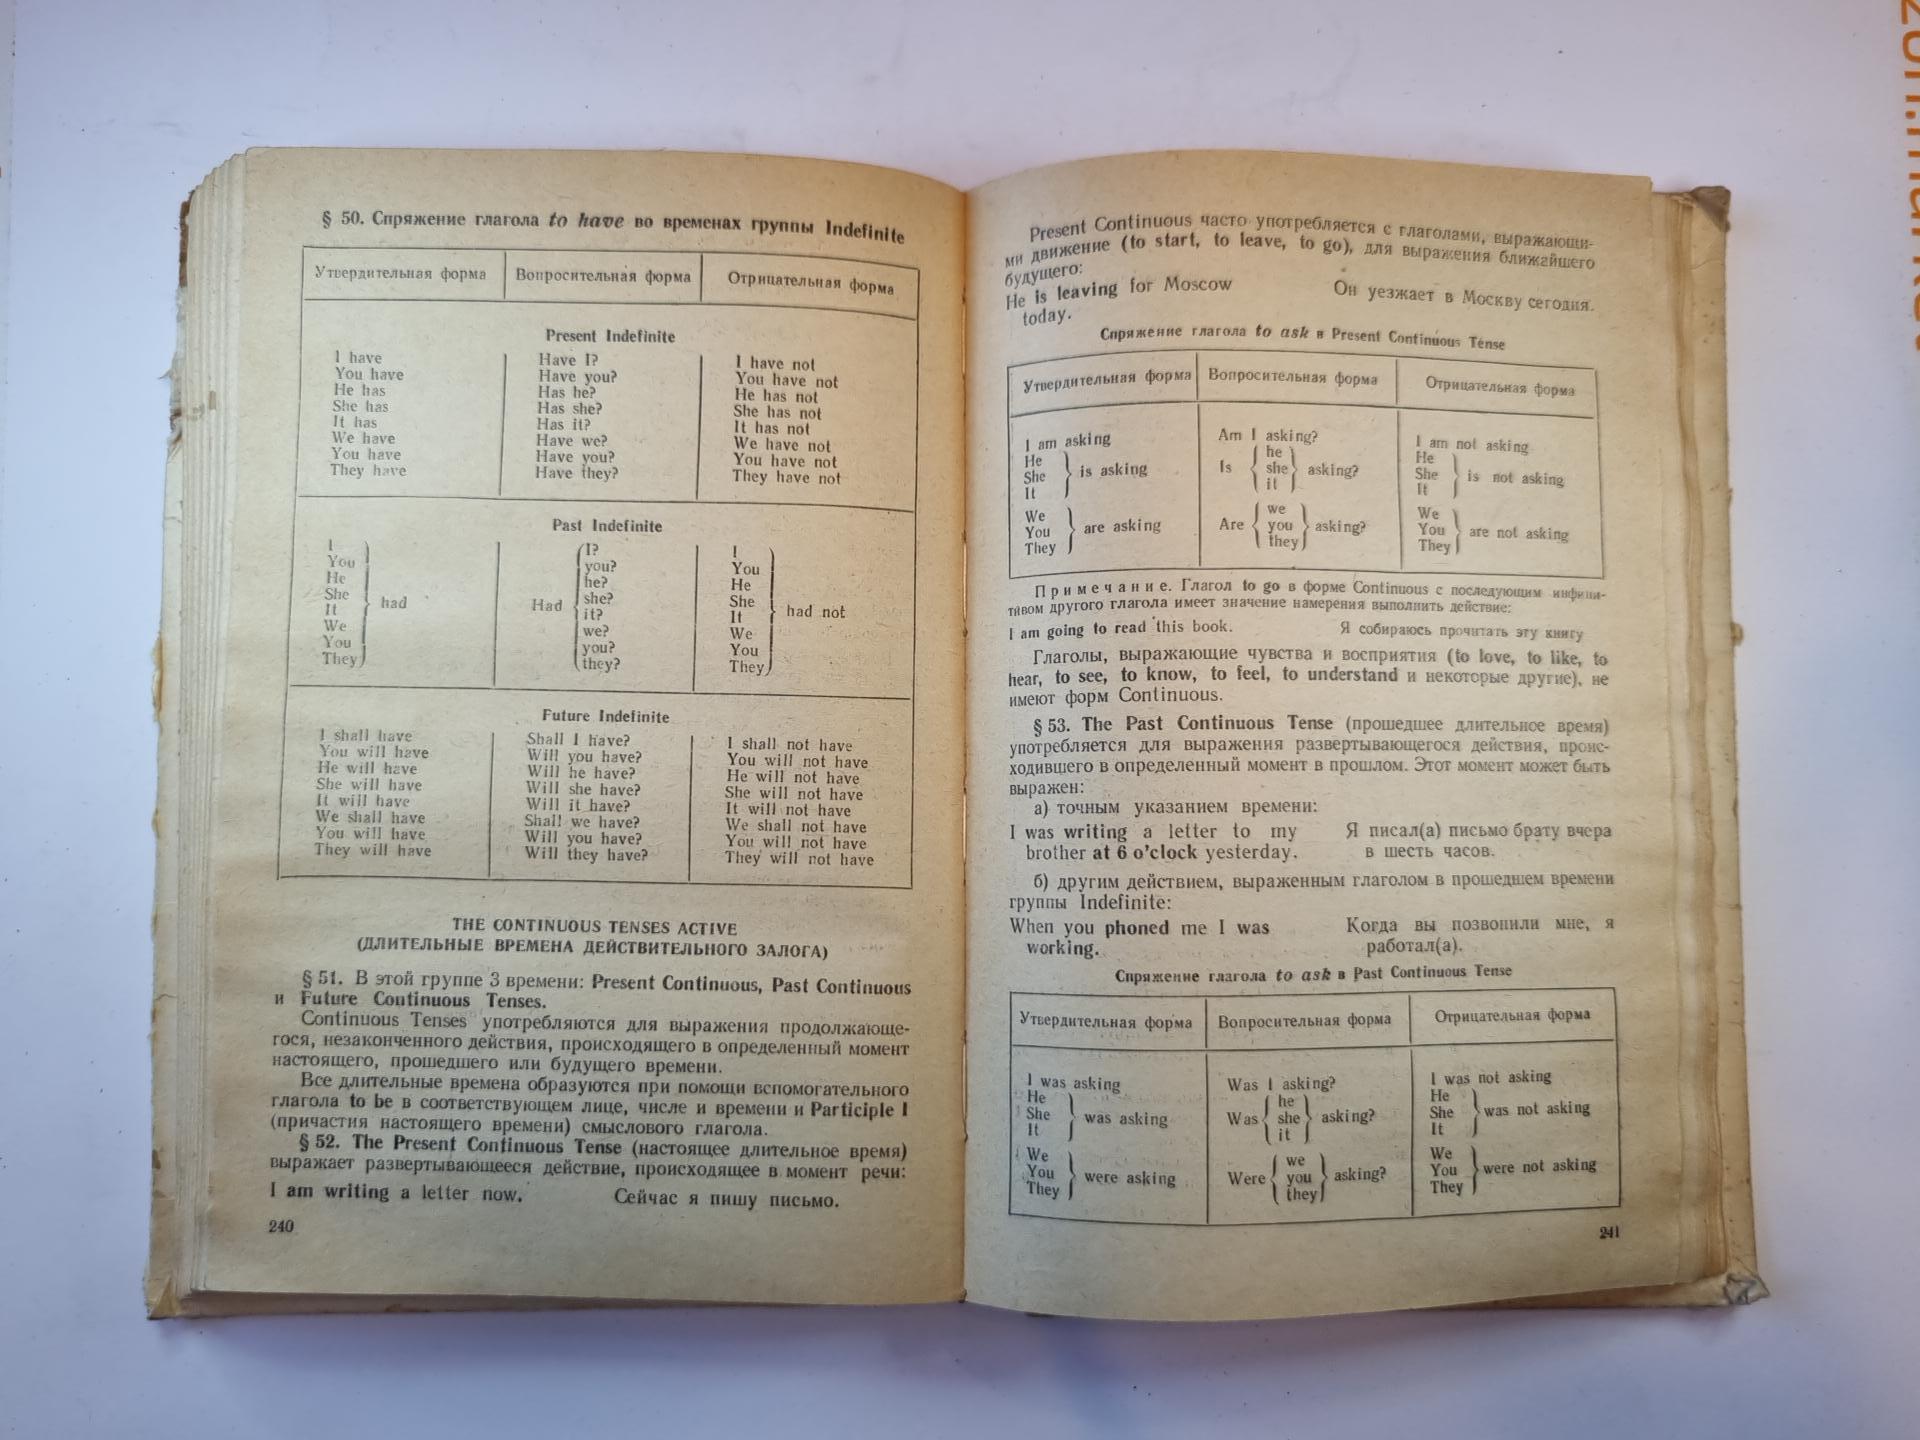 § 50. Спряжение глагола to have во временах группы Indefinite
Утвердительная форма Вопросительная форма Отрицательная форма
Present Indefinite
I have Have I? I have not
You have Have you? You have not
He has Has he? He has not
She has Has she? She has not
It has Has it? It has not
We have Have we? We have not
You have Have you? You have not
They have Have they? They have not
Past Indefinite
I I? I
You you? You
He he? He
She she? She
It had Had it? It had not
We we? We
You you? You
They they? They
Future Indefinite
I shall have Shall I have? I shall not have
You will have Will you have? You will not have
He will have Will he have? He will not have
She will have Will she have? She will not have
It will have Will it have? It will not have
We shall have Shall we have? We shall not have
You will have Will you have? You will not have
They will have Will they have? They will not have
THE CONTINUOUS TENSES ACTIVE
(ДЛИТЕЛЬНЫЕ ВРЕМЕНА ДЕЙСТВИТЕЛЬНОГО ЗАЛОГА)
§ 51. В этой группе 3 времени: Present Continuous, Past Continuous
и Future Continuous Tenses.
Continuous Tenses употребляются для выражения продолжающе-
гося, незаконченного действия, происходящего в определенный момент
настоящего, прошедшего или будущего времени.
Все длительные времена образуются при помощи вспомогательного
глагола to be в соответствующем лице, числе и времени и Participle I
(причастия настоящего времени) смыслового глагола.
§ 52. The Present Continuous Tense (настоящее длительное время)
выражает развертывающееся действие, происходящее в момент речи:
I am writing a letter now. Сейчас я пишу письмо.
240
Present Continuous часто употребляется с глаголами, выражающи-
ми движение (to start, to leave, to go), для выражения ближайшего
будущего:
He is leaving for Moscow Он уезжает в Москву сегодня.
today.
Спряжение глагола to ask в Present Continuous Tense
Утвердительная форма Вопросительная форма Отрицательная форма
I am asking Am I asking? I am not asking
He he He
She is asking Is she asking? She is not asking
It it It
We we We
You are asking Are you asking? You are not asking
They they They
Примечание. Глагол to go в форме Continuous с последующим инфини-
тивом другого глагола имеет значение намерения выполнить действие:
I am going to read this book. Я собираюсь прочитать эту книгу
Глаголы, выражающие чувства и восприятия (to love, to like, to
hear, to see, to know, to feel, to understand и некоторые другие), не
имеют форм Continuous.
§ 53. The Past Continuous Tense (прошедшее длительное время)
употребляется для выражения развертывающегося действия, проис-
ходившего в определенный момент в прошлом. Этот момент может быть
выражен:
а) точным указанием времени:
I was writing a letter to my Я писал(а) письмо брату вчера
brother at 6 o'clock yesterday. в шесть часов.
б) другим действием, выраженным глаголом в прошедшем времени
группы Indefinite:
When you phoned me I was Когда вы позвонили мне, я
working. работал(а).
Спряжение глагола to ask в Past Continuous Tense
Утвердительная форма Вопросительная форма Отрицательная форма
I was asking Was I asking? I was not asking
He he He
She was asking Was she asking? She was not asking
It it It
We we We
You were asking Were you asking? You were not asking
They they They
241